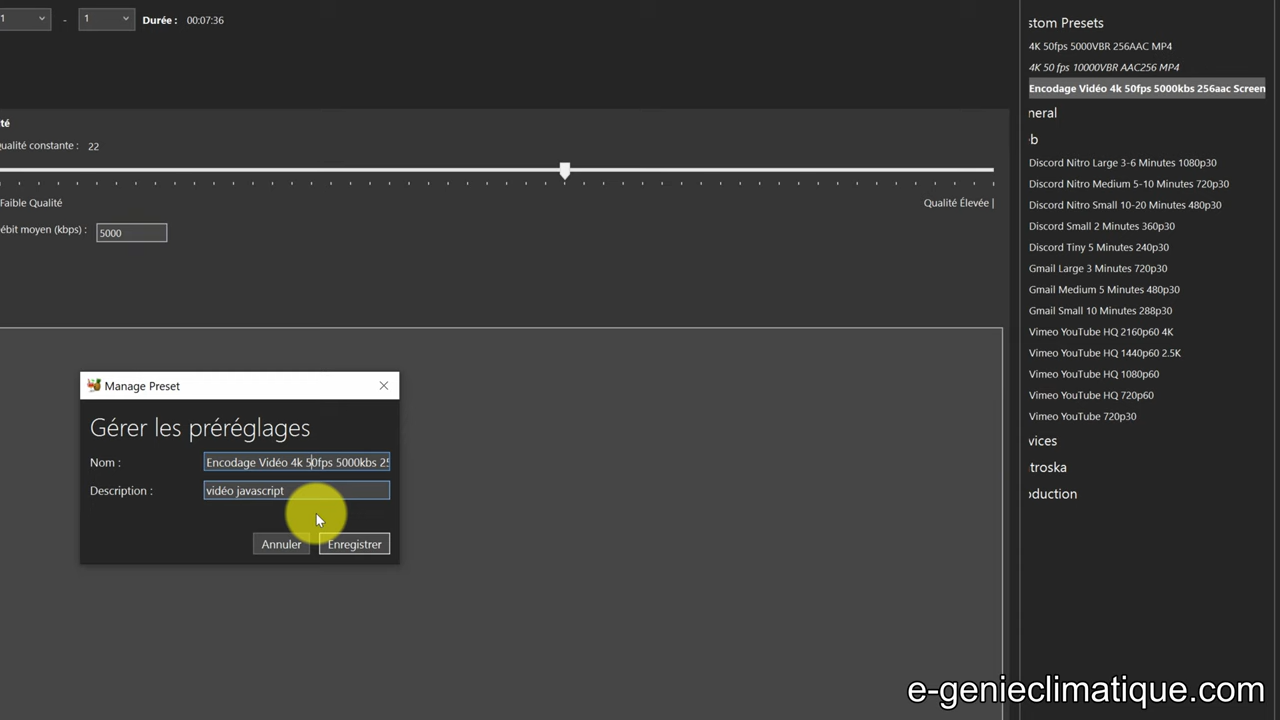 1 - 1 Durée : 00:07:36
stom Presets
4K 50fps 5000VBR 256AAC MP4
4K 50 fps 10000VBR AAC256 MP4
Encodage Vidéo 4k 50fps 5000kbs 256aac Screen
neral
b
Discord Nitro Large 3-6 Minutes 1080p30
Discord Nitro Medium 5-10 Minutes 720p30
Discord Nitro Small 10-20 Minutes 480p30
Discord Small 2 Minutes 360p30
Discord Tiny 5 Minutes 240p30
Gmail Large 3 Minutes 720p30
Gmail Medium 5 Minutes 480p30
Gmail Small 10 Minutes 288p30
Vimeo YouTube HQ 2160p60 4K
Vimeo YouTube HQ 1440p60 2.5K
Vimeo YouTube HQ 1080p60
Vimeo YouTube HQ 720p60
Vimeo YouTube 720p30
vices
troska
oduction
té
ualité constante : 22
Faible Qualité
Qualité Élevée |
ébit moyen (kbps) : 5000
Manage Preset
Gérer les préréglages
Nom : Encodage Vidéo 4k 50fps 5000kbs 25
Description : vidéo javascript
Annuler Enregistrer
e-genieclimatique.com